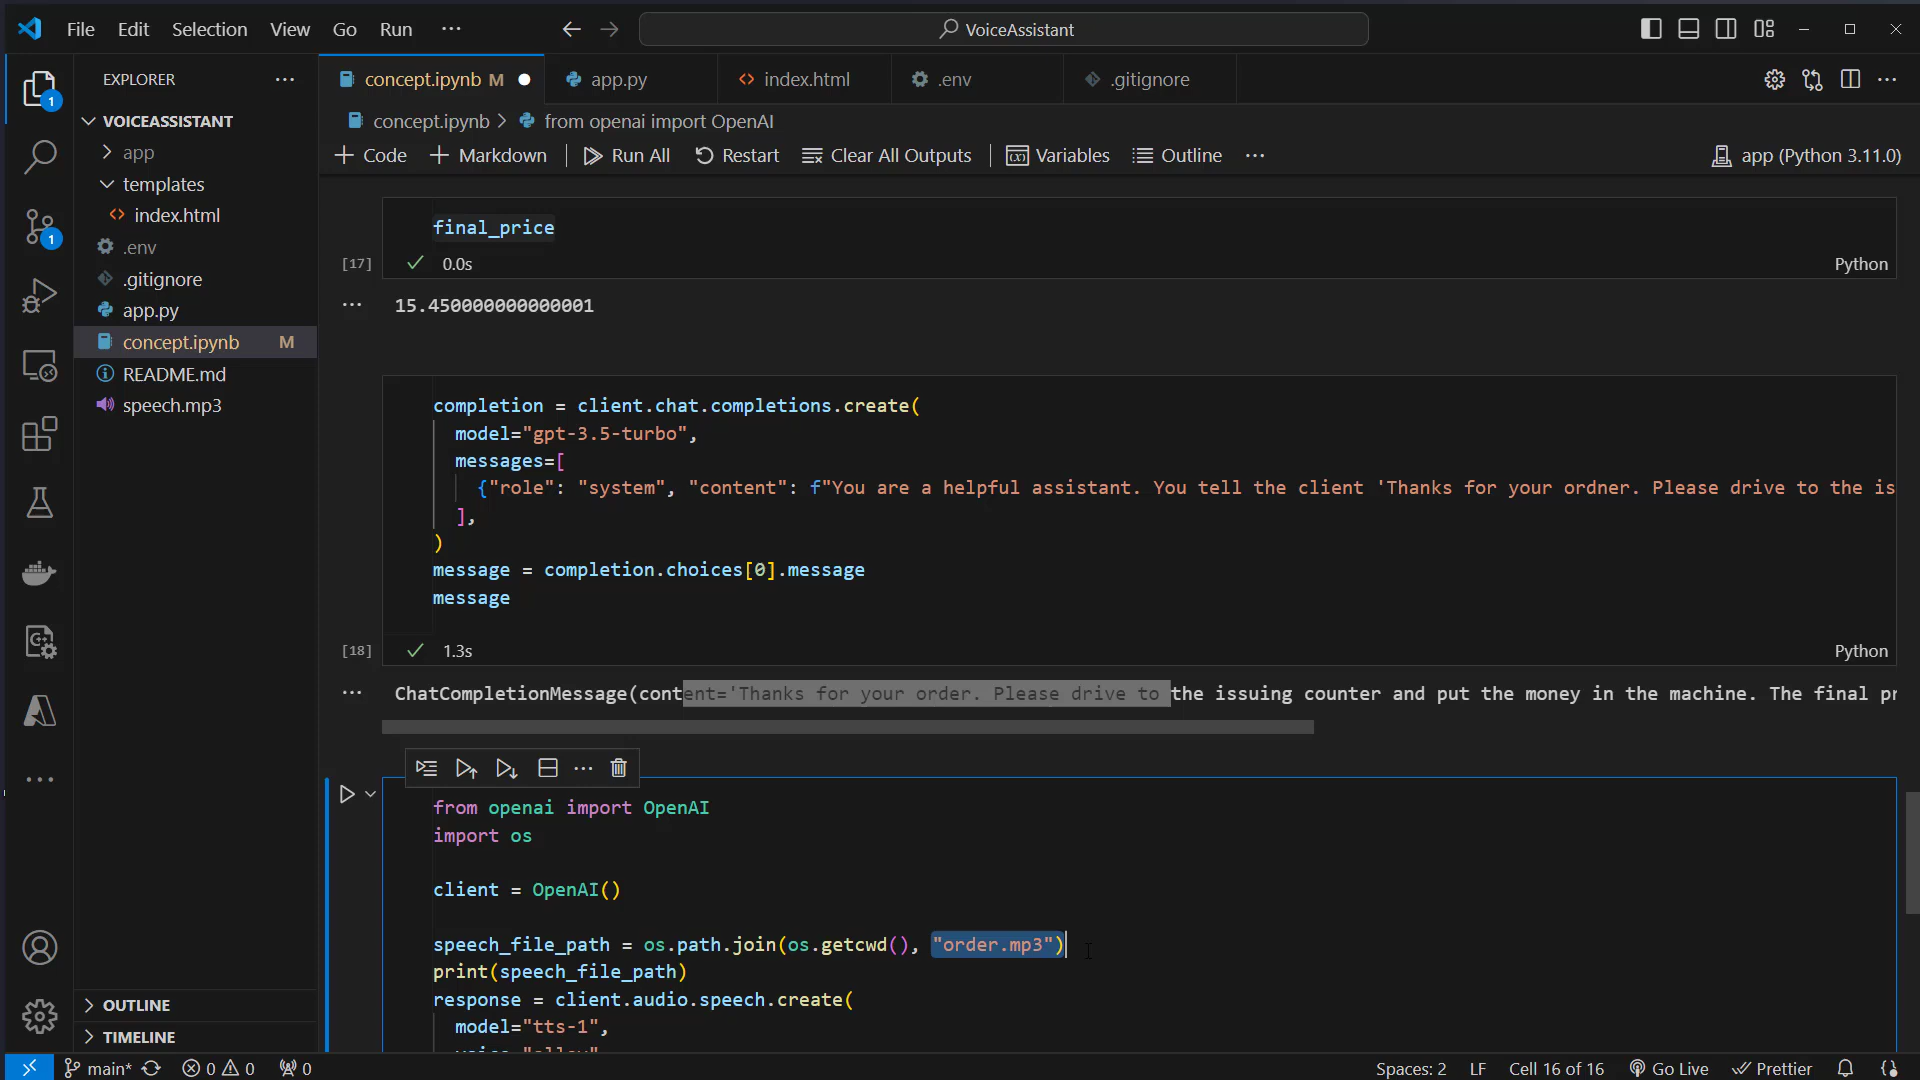 File Edit Selection View Go Run ··· VoiceAssistant
EXPLORER ···
VOICEASSISTANT
app
templates
index.html
.env
.gitignore
app.py
concept.ipynb M
README.md
speech.mp3
OUTLINE
TIMELINE
1
1
concept.ipynb M app.py index.html .env .gitignore
concept.ipynb > from openai import OpenAI
+ Code + Markdown Run All Restart Clear All Outputs Variables Outline ··· app (Python 3.11.0)
final_price
[17] 0.0s Python
15.450000000000001
completion = client.chat.completions.create(
model="gpt-3.5-turbo",
messages=[
{"role": "system", "content": f"You are a helpful assistant. You tell the client 'Thanks for your ordner. Please drive to the is
],
)
message = completion.choices[0].message
message
[18] 1.3s Python
ChatCompletionMessage(content='Thanks for your order. Please drive to the issuing counter and put the money in the machine. The final pr
from openai import OpenAI
import os
client = OpenAI()
speech_file_path = os.path.join(os.getcwd(), "order.mp3")
print(speech_file_path)
response = client.audio.speech.create(
model="tts-1",
main* 0 0 0 Spaces: 2 LF Cell 16 of 16 Go Live Prettier